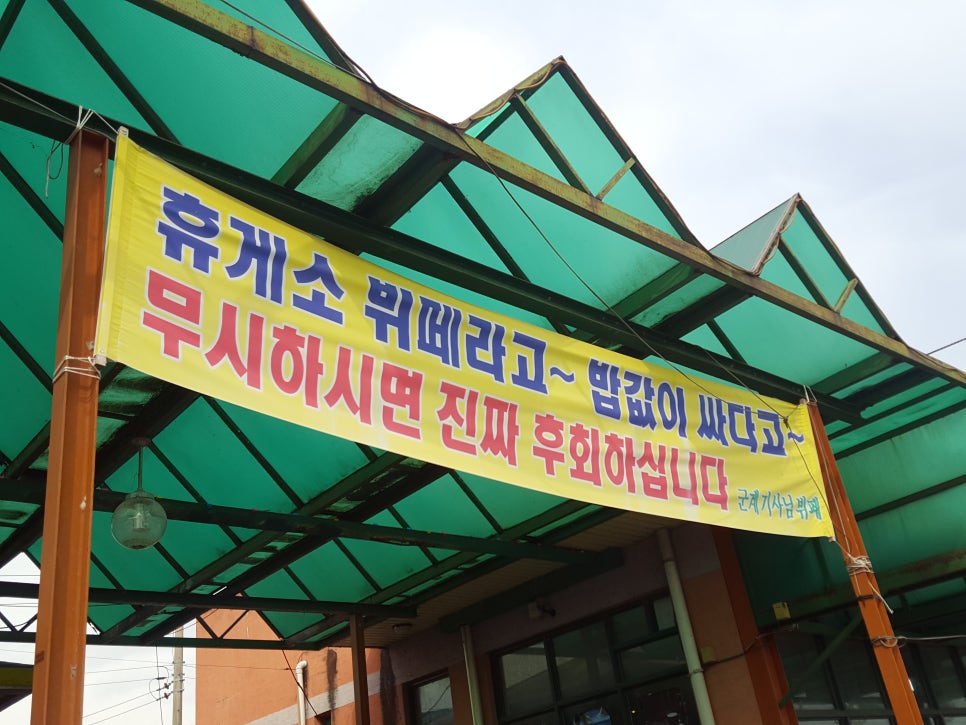 휴게소 뷔페라고~ 밥값이 싸다고~
무시하시면 진짜 후회하십니다
군계 기사님 뷔페